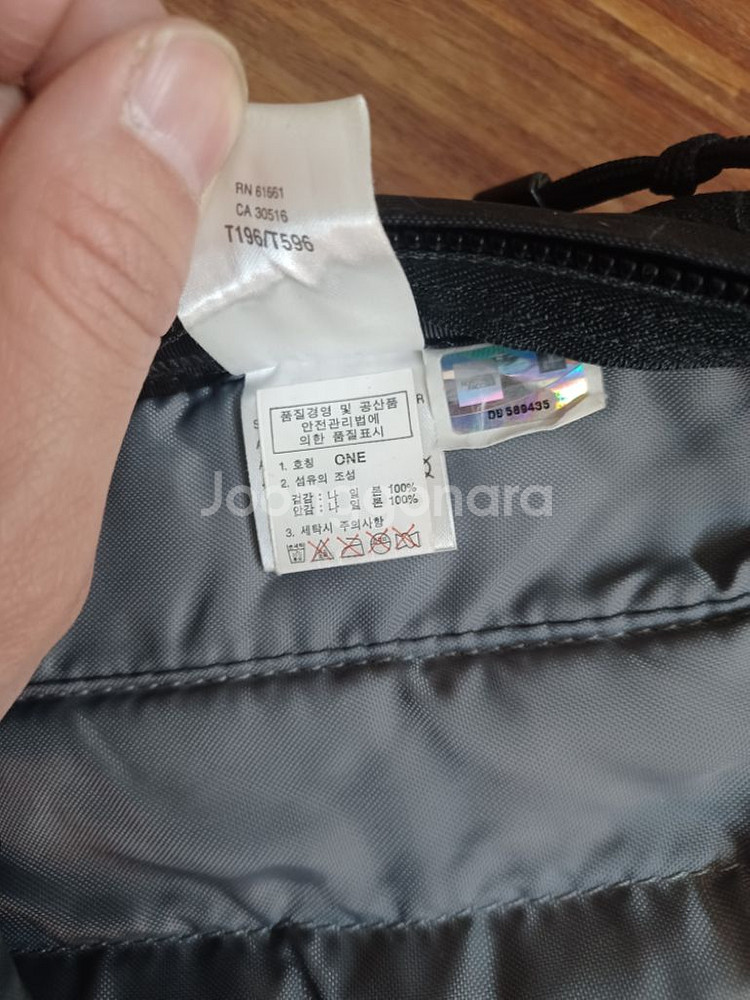 RN 61661
CA 30516
T196/T596
DB 589435
품질경영 및 공산품
안전관리법에
의한 품질표시
1. 호칭 ONE
2. 섬유의 조성
겉감 : 나 일 론 100%
안감 : 나 일 론 100%
3. 세탁시 주의사항